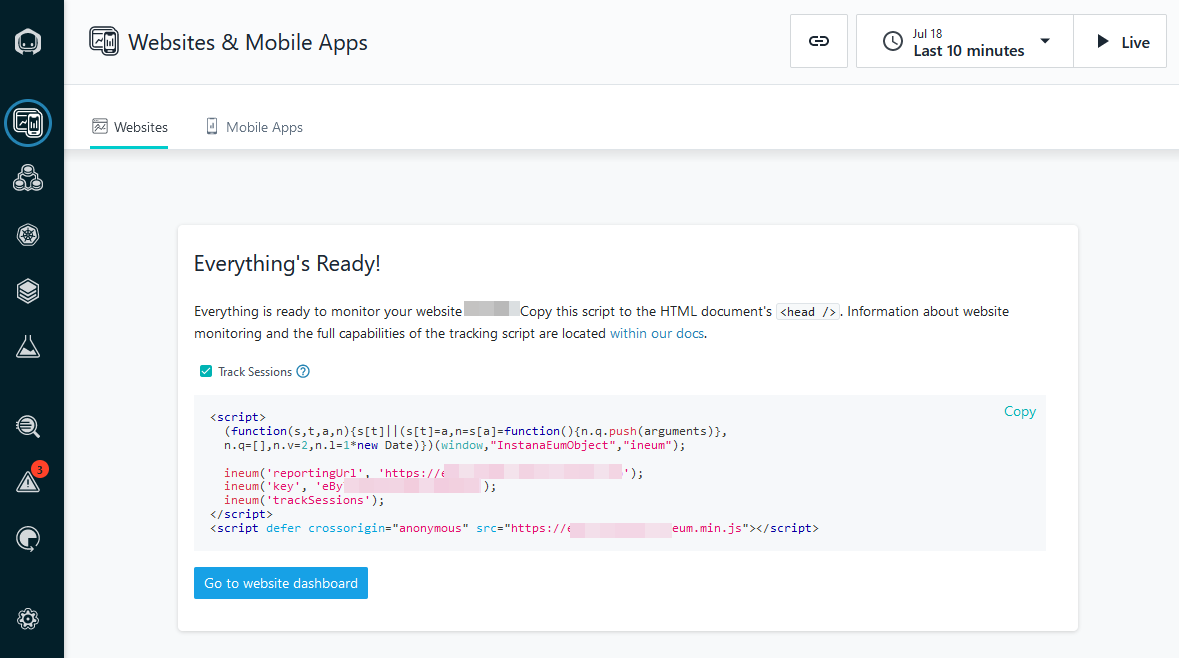 Websites & Mobile Apps
Jul 18
Last 10 minutes
Live
Websites
Mobile Apps
Everything's Ready!
Everything is ready to monitor your website Copy this script to the HTML document's <head />. Information about website
monitoring and the full capabilities of the tracking script are located within our docs.
Track Sessions ?
Copy
<script>
(function(s,t,a,n){s[t]||(s[t]=a,n=s[a]=function(){n.q.push(arguments)},
n.q=[],n.v=2,n.l=1*new Date)})(window,"InstanaEumObject","ineum");
ineum('reportingUrl', 'https:// ');
ineum('key', 'eBy );
ineum('trackSessions');
</script>
<script defer crossorigin="anonymous" src="https:// eum.min.js"></script>
3
Go to website dashboard